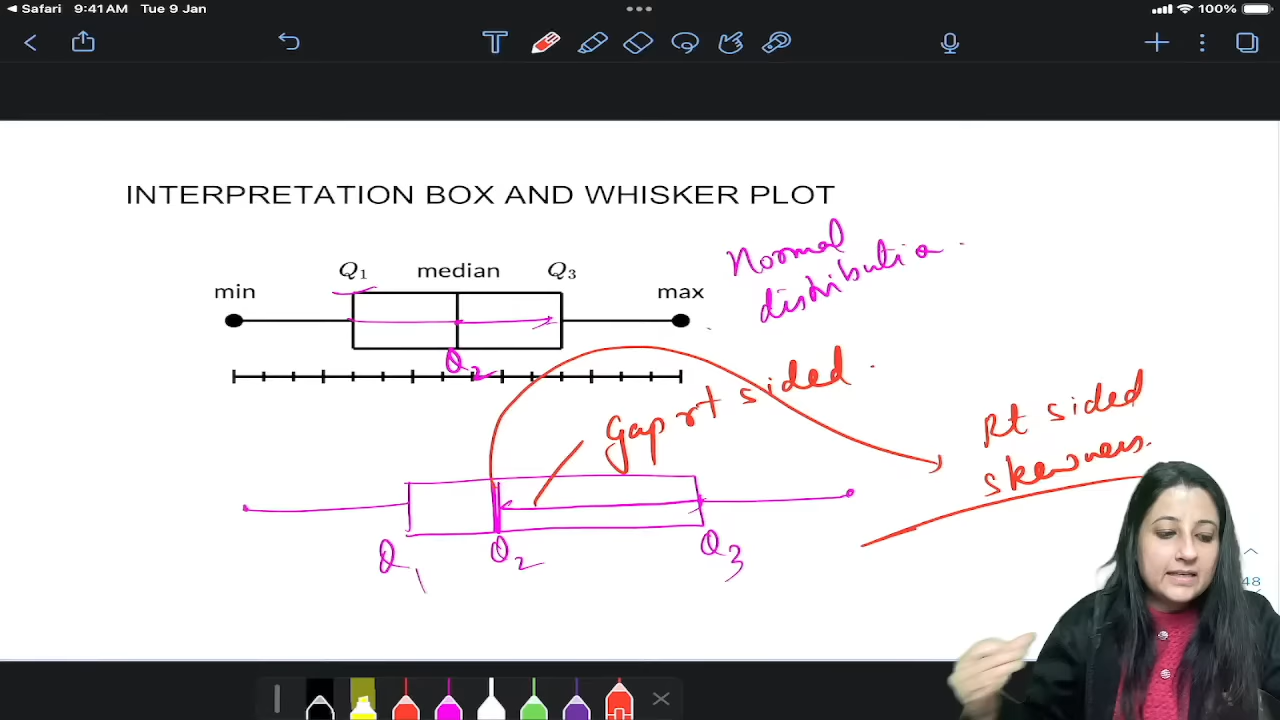 Safari 9:41 AM Tue 9 Jan
100%
INTERPRETATION BOX AND WHISKER PLOT
Normal
distribution.
Q1 median Q3
min max
Q2
Gap rt sided.
Rt sided
skewness.
Q1 Q2 Q3
48